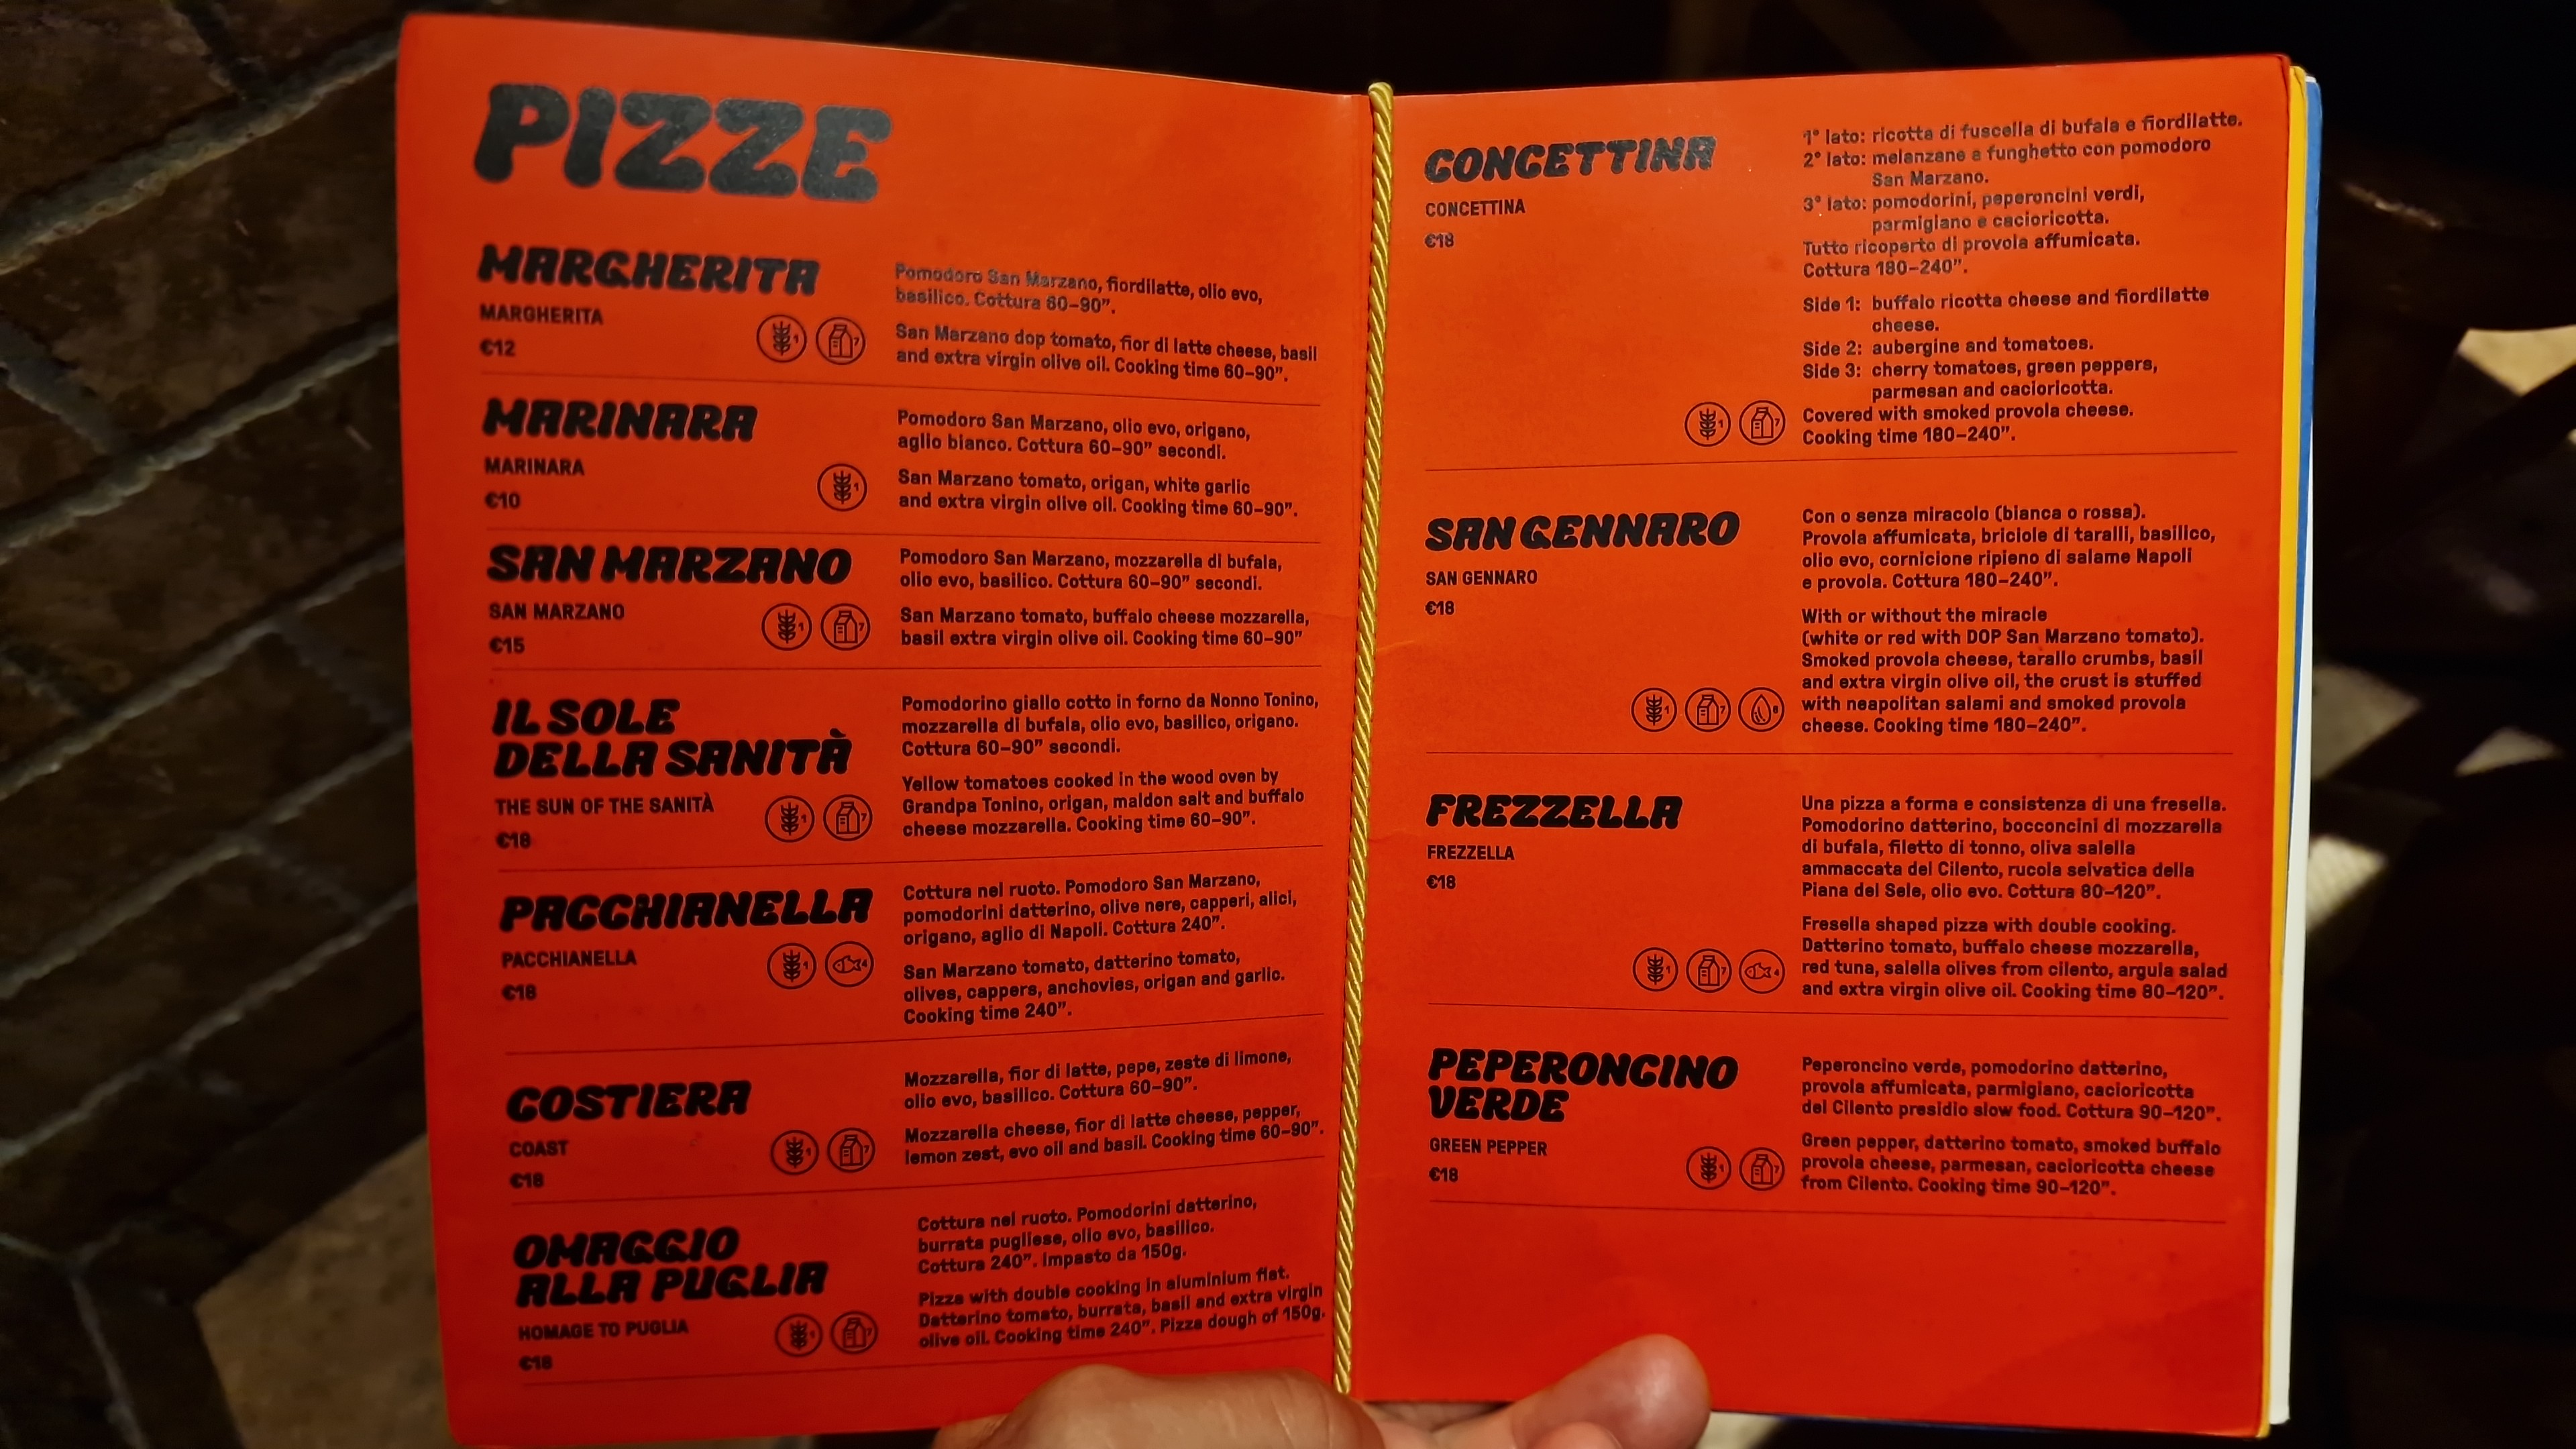 PIZZE
MARGHERITA
MARGHERITA
€12
1 7
Pomodoro San Marzano, fiordilatte, olio evo,
basilico. Cottura 60–90”.
San Marzano dop tomato, fior di latte cheese, basil
and extra virgin olive oil. Cooking time 60–90”.
MARINARA
MARINARA
€10
1
Pomodoro San Marzano, olio evo, origano,
aglio bianco. Cottura 60–90” secondi.
San Marzano tomato, origan, white garlic
and extra virgin olive oil. Cooking time 60–90”.
SAN MARZANO
SAN MARZANO
€15
1 7
Pomodoro San Marzano, mozzarella di bufala,
olio evo, basilico. Cottura 60–90” secondi.
San Marzano tomato, buffalo cheese mozzarella,
basil extra virgin olive oil. Cooking time 60–90”
IL SOLE
DELLA SANITÀ
THE SUN OF THE SANITÀ
€18
1 7
Pomodorino giallo cotto in forno da Nonno Tonino,
mozzarella di bufala, olio evo, basilico, origano.
Cottura 60–90” secondi.
Yellow tomatoes cooked in the wood oven by
Grandpa Tonino, origan, maldon salt and buffalo
cheese mozzarella. Cooking time 60–90”.
PACCHIANELLA
PACCHIANELLA
€18
1 4
Cottura nel ruoto. Pomodoro San Marzano,
pomodorini datterino, olive nere, capperi, alici,
origano, aglio di Napoli. Cottura 240”.
San Marzano tomato, datterino tomato,
olives, cappers, anchovies, origan and garlic.
Cooking time 240”.
COSTIERA
COAST
€18
1 7
Mozzarella, fior di latte, pepe, zeste di limone,
olio evo, basilico. Cottura 60–90”.
Mozzarella cheese, fior di latte cheese, pepper,
lemon zest, evo oil and basil. Cooking time 60–90”.
OMAGGIO
ALLA PUGLIA
HOMAGE TO PUGLIA
€18
1 7
Cottura nel ruoto. Pomodorini datterino,
burrata pugliese, olio evo, basilico.
Cottura 240”. Impasto da 150g.
Pizza with double cooking in aluminium flat.
Datterino tomato, burrata, basil and extra virgin
olive oil. Cooking time 240”. Pizza dough of 150g.
CONCETTINA
CONCETTINA
€18
1 7
1° lato: ricotta di fuscella di bufala e fiordilatte.
2° lato: melanzane a funghetto con pomodoro
San Marzano.
3° lato: pomodorini, peperoncini verdi,
parmigiano e cacioricotta.
Tutto ricoperto di provola affumicata.
Cottura 180–240”.
Side 1: buffalo ricotta cheese and fiordilatte
cheese.
Side 2: aubergine and tomatoes.
Side 3: cherry tomatoes, green peppers,
parmesan and cacioricotta.
Covered with smoked provola cheese.
Cooking time 180–240”.
SAN GENNARO
SAN GENNARO
€18
1 7 8
Con o senza miracolo (bianca o rossa).
Provola affumicata, briciole di taralli, basilico,
olio evo, cornicione ripieno di salame Napoli
e provola. Cottura 180–240”.
With or without the miracle
(white or red with DOP San Marzano tomato).
Smoked provola cheese, tarallo crumbs, basil
and extra virgin olive oil, the crust is stuffed
with neapolitan salami and smoked provola
cheese. Cooking time 180–240”.
FREZZELLA
FREZZELLA
€18
1 7 4
Una pizza a forma e consistenza di una fresella.
Pomodorino datterino, bocconcini di mozzarella
di bufala, filetto di tonno, oliva salella
ammaccata del Cilento, rucola selvatica della
Piana del Sele, olio evo. Cottura 80–120”.
Fresella shaped pizza with double cooking.
Datterino tomato, buffalo cheese mozzarella,
red tuna, salella olives from cilento, argula salad
and extra virgin olive oil. Cooking time 80–120”.
PEPERONCINO
VERDE
GREEN PEPPER
€18
1 7
Peperoncino verde, pomodorino datterino,
provola affumicata, parmigiano, cacioricotta
del Cilento presidio slow food. Cottura 90–120”.
Green pepper, datterino tomato, smoked buffalo
provola cheese, parmesan, cacioricotta cheese
from Cilento. Cooking time 90–120”.